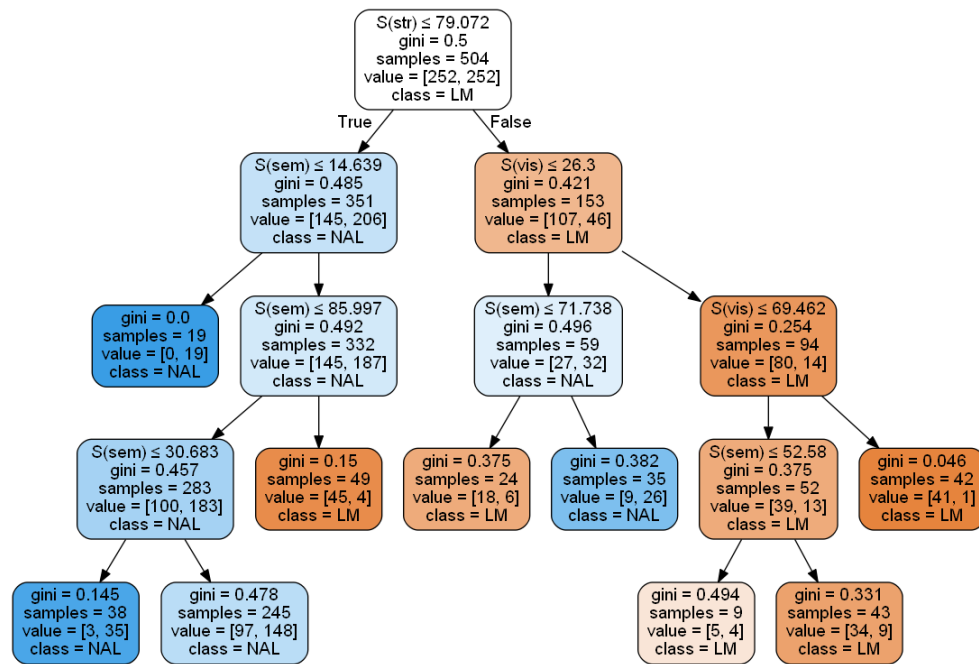 S(str) ≤ 79.072
gini = 0.5
samples = 504
value = [252, 252]
class = LM
True
False
S(sem) ≤ 14.639
gini = 0.485
samples = 351
value = [145, 206]
class = NAL
S(vis) ≤ 26.3
gini = 0.421
samples = 153
value = [107, 46]
class = LM
gini = 0.0
samples = 19
value = [0, 19]
class = NAL
S(sem) ≤ 85.997
gini = 0.492
samples = 332
value = [145, 187]
class = NAL
S(sem) ≤ 71.738
gini = 0.496
samples = 59
value = [27, 32]
class = NAL
S(vis) ≤ 69.462
gini = 0.254
samples = 94
value = [80, 14]
class = LM
S(sem) ≤ 30.683
gini = 0.457
samples = 283
value = [100, 183]
class = NAL
gini = 0.15
samples = 49
value = [45, 4]
class = LM
gini = 0.375
samples = 24
value = [18, 6]
class = LM
gini = 0.382
samples = 35
value = [9, 26]
class = NAL
S(sem) ≤ 52.58
gini = 0.375
samples = 52
value = [39, 13]
class = LM
gini = 0.046
samples = 42
value = [41, 1]
class = LM
gini = 0.145
samples = 38
value = [3, 35]
class = NAL
gini = 0.478
samples = 245
value = [97, 148]
class = NAL
gini = 0.494
samples = 9
value = [5, 4]
class = LM
gini = 0.331
samples = 43
value = [34, 9]
class = LM